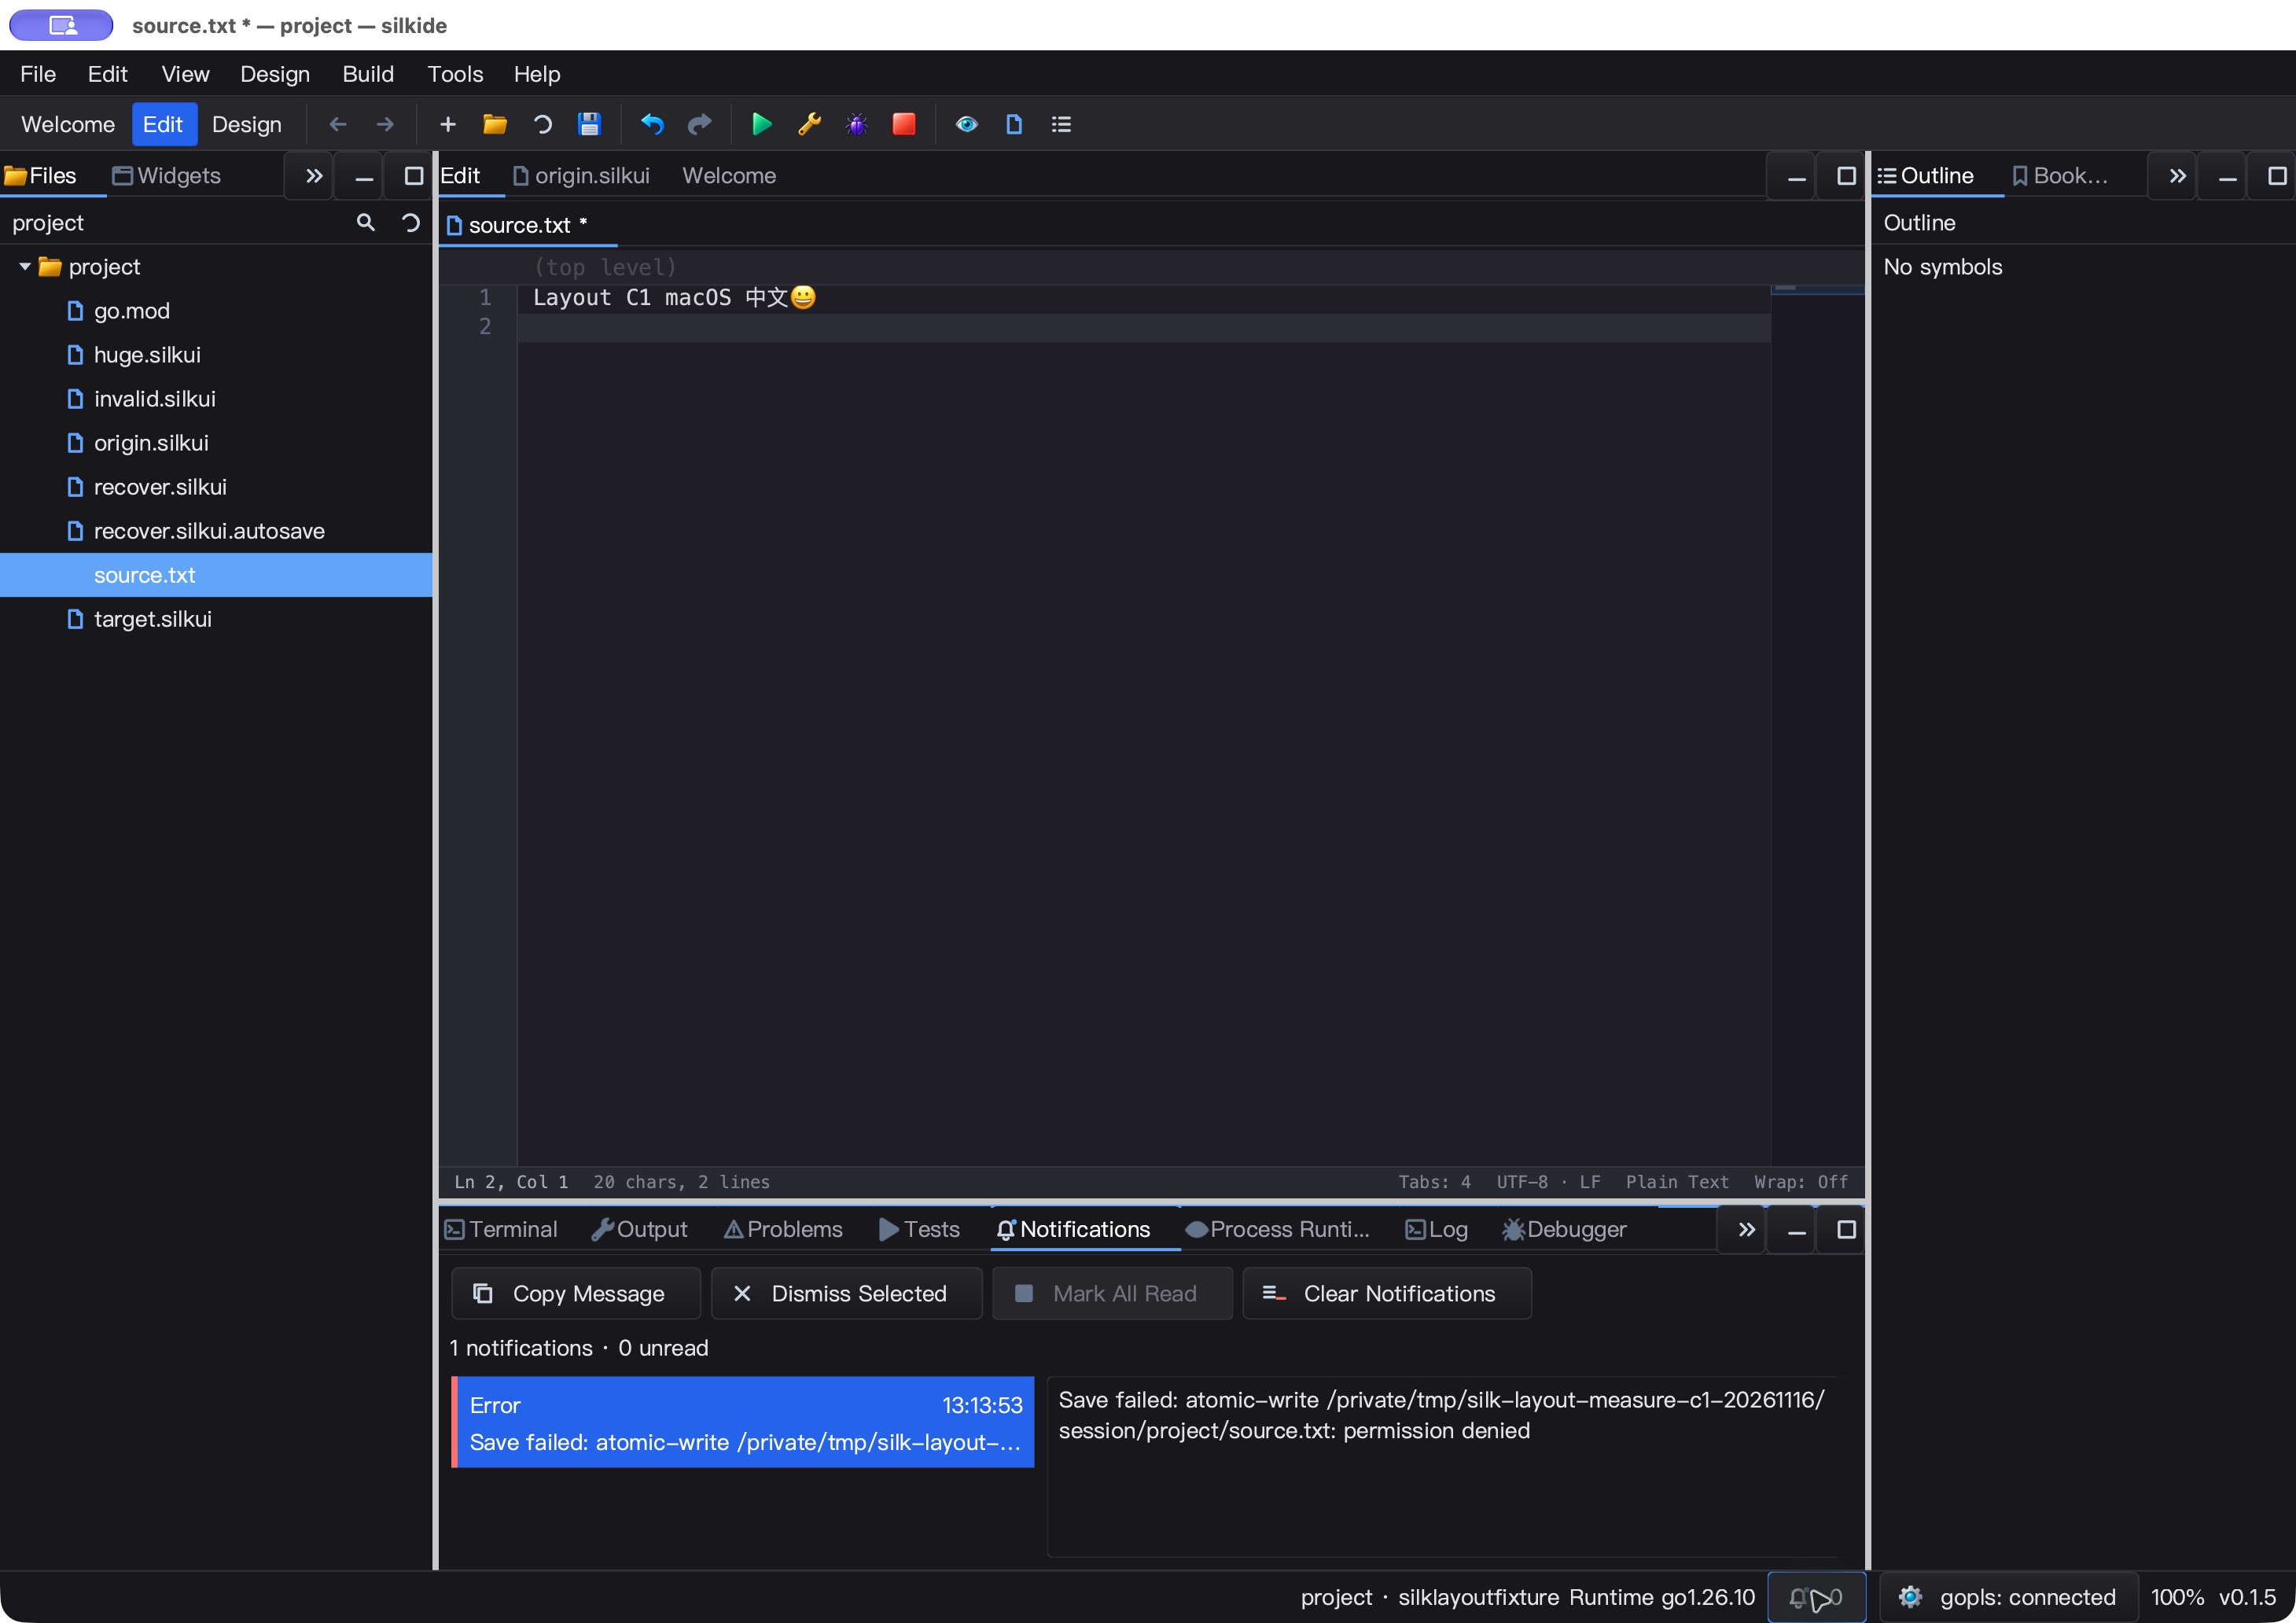 source.txt * — project — silkide
File Edit View Design Build Tools Help
Welcome Edit Design
Files Widgets
project
project
go.mod
huge.silkui
invalid.silkui
origin.silkui
recover.silkui
recover.silkui.autosave
source.txt
target.silkui
Edit origin.silkui Welcome
source.txt *
(top level)
1 Layout C1 macOS 中文😀
2
Ln 2, Col 1 20 chars, 2 lines Tabs: 4 UTF-8 · LF Plain Text Wrap: Off
Outline Book...
Outline
No symbols
Terminal Output Problems Tests Notifications Process Runti... Log Debugger
Copy Message Dismiss Selected Mark All Read Clear Notifications
1 notifications · 0 unread
Error 13:13:53
Save failed: atomic-write /private/tmp/silk-layout-...
Save failed: atomic-write /private/tmp/silk-layout-measure-c1-20261116/
session/project/source.txt: permission denied
project · silklayoutfixture Runtime go1.26.10 0 gopls: connected 100% v0.1.5